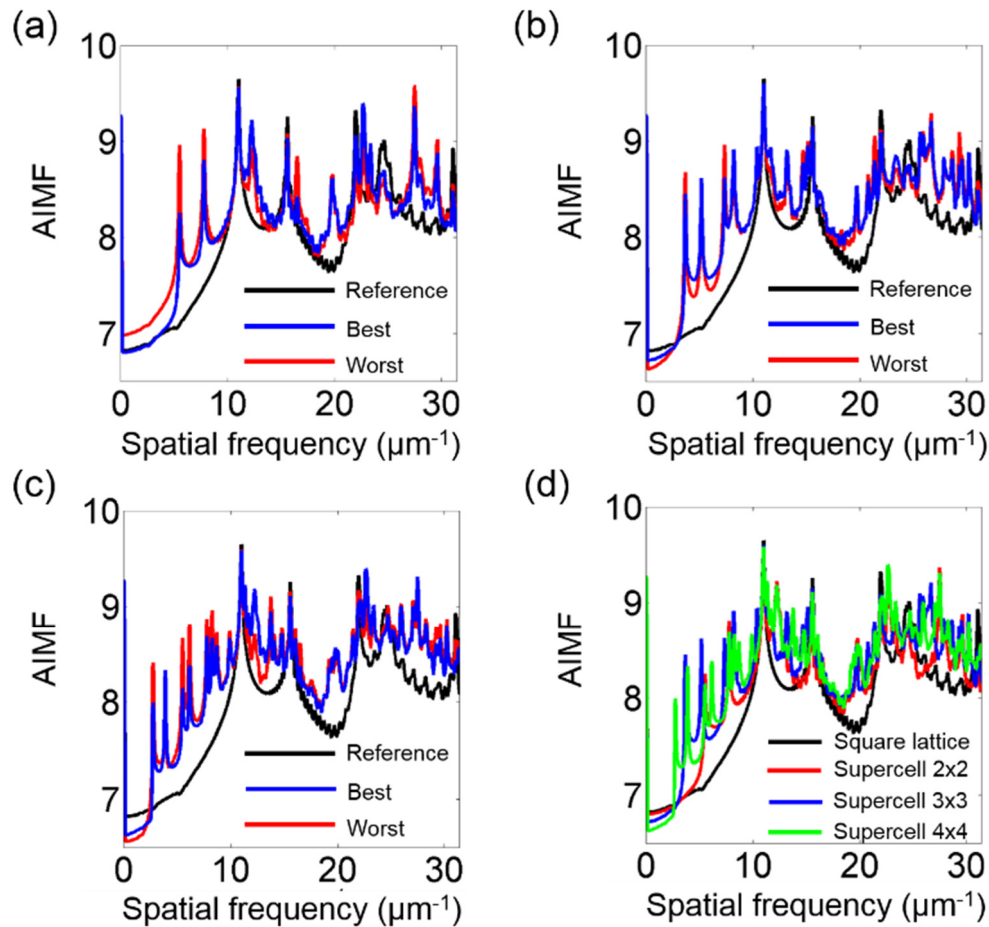 (a)
10
9
8
7
AIMF
Reference
Best
Worst
0 10 20 30
Spatial frequency (µm-1)
(b)
10
9
8
7
AIMF
Reference
Best
Worst
0 10 20 30
Spatial frequency (µm-1)
(c)
10
9
8
7
AIMF
Reference
Best
Worst
0 10 20 30
Spatial frequency (µm-1)
(d)
10
9
8
7
AIMF
Square lattice
Supercell 2x2
Supercell 3x3
Supercell 4x4
0 10 20 30
Spatial frequency (µm-1)